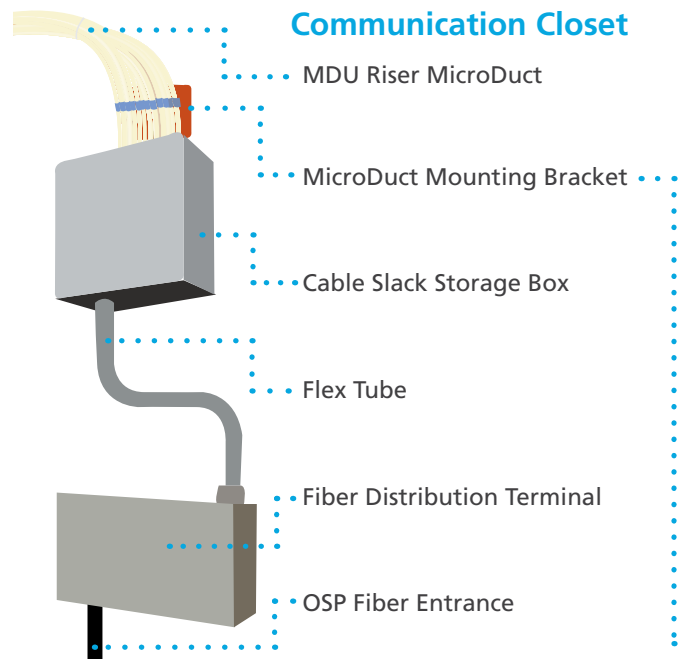 Communication Closet
MDU Riser MicroDuct
MicroDuct Mounting Bracket
Cable Slack Storage Box
Flex Tube
Fiber Distribution Terminal
OSP Fiber Entrance